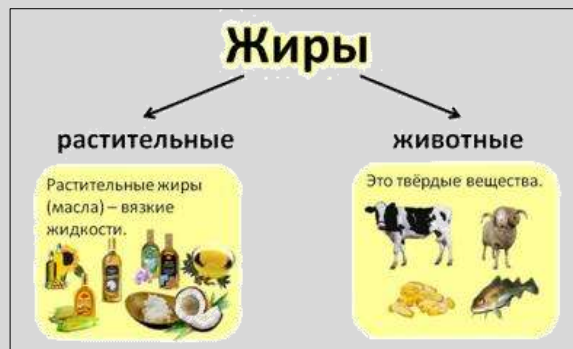 Жиры
растительные
животные
Растительные жиры
(масла) – вязкие
жидкости.
Это твёрдые вещества.